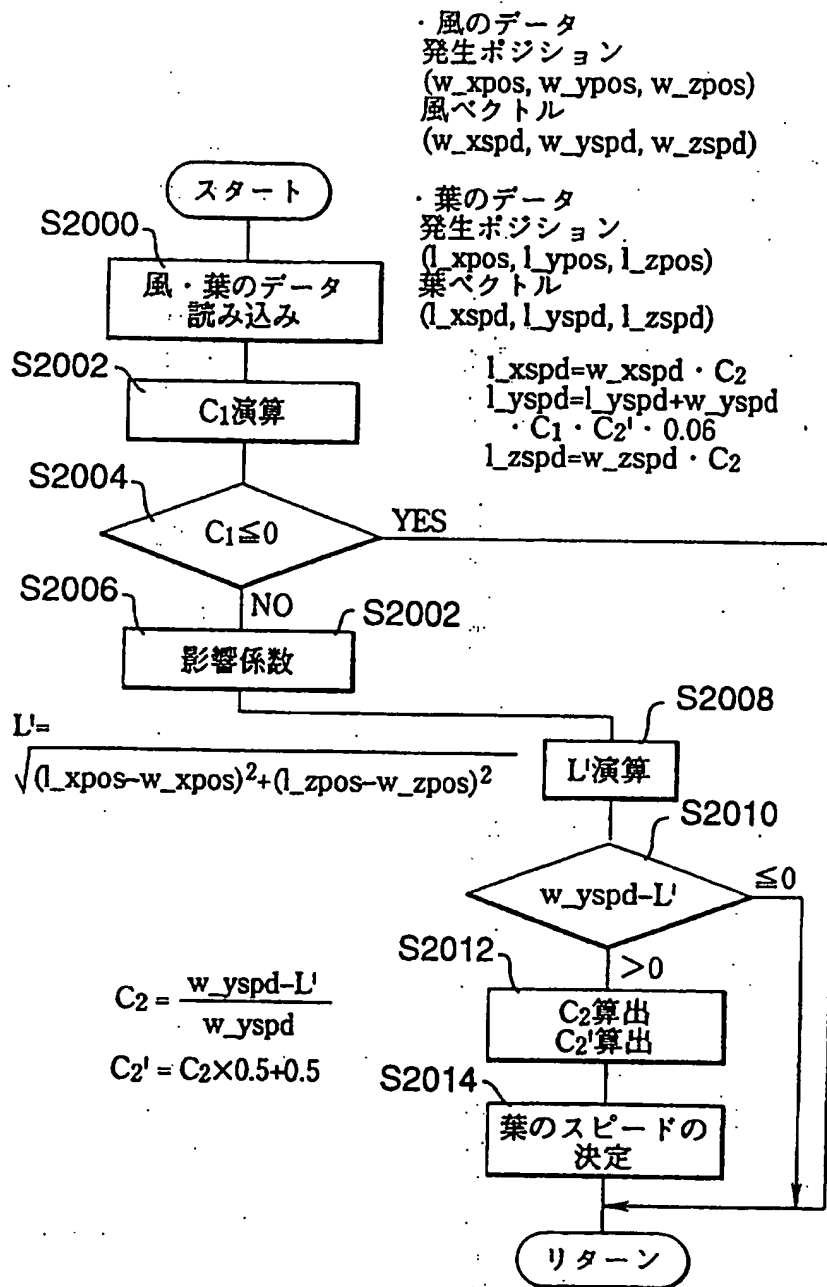 ・風のデータ
発生ポジション
(w_xpos, w_ypos, w_zpos)
風ベクトル
(w_xspd, w_yspd, w_zspd)
・葉のデータ
発生ポジション
(l_xpos, l_ypos, l_zpos)
葉ベクトル
(l_xspd, l_yspd, l_zspd)
l_xspd=w_xspd・C2
l_yspd=l_yspd+w_yspd
・C1・C2'・0.06
l_zspd=w_zspd・C2
スタート
S2000
風・葉のデータ
読み込み
S2002
C1演算
S2004
C1≦0
YES
NO
S2006
S2002
影響係数
L'=
√(l_xpos-w_xpos)²+(l_zpos-w_zpos)²
S2008
L'演算
S2010
w_yspd-L'
≦0
>0
S2012
C2算出
C2'算出
C2 = w_yspd-L'
w_yspd
C2' = C2×0.5+0.5
S2014
葉のスピードの
決定
リターン